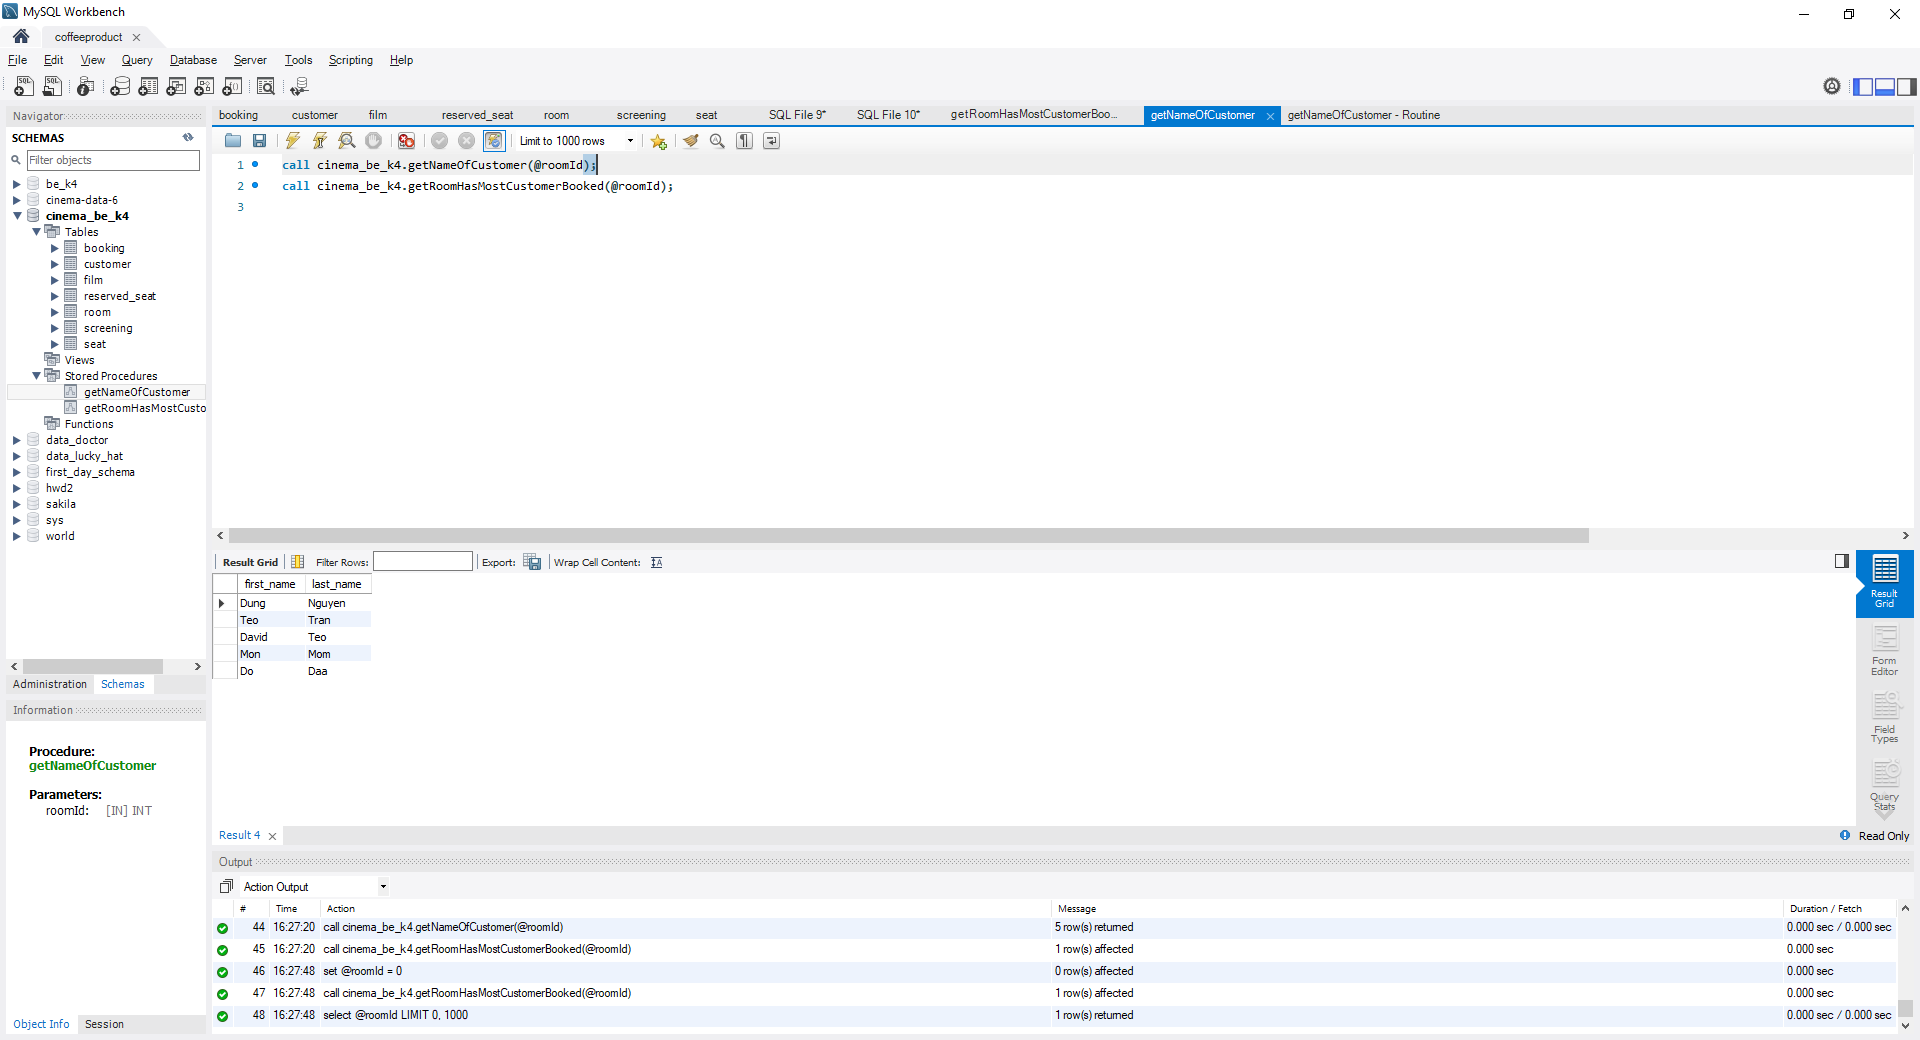 MySQL Workbench
coffeeproduct
File Edit View Query Database Server Tools Scripting Help
Navigator
SCHEMAS
Filter objects
be_k4
cinema-data-6
cinema_be_k4
Tables
booking
customer
film
reserved_seat
room
screening
seat
Views
Stored Procedures
getNameOfCustomer
getRoomHasMostCusto
Functions
data_doctor
data_lucky_hat
first_day_schema
hwd2
sakila
sys
world
Administration Schemas
Information
Procedure:
getNameOfCustomer
Parameters:
roomId: [IN] INT
Object Info Session
booking customer film reserved_seat room screening seat SQL File 9* SQL File 10* getRoomHasMostCustomerBoo... getNameOfCustomer getNameOfCustomer - Routine
Limit to 1000 rows
1 call cinema_be_k4.getNameOfCustomer(@roomId);
2 call cinema_be_k4.getRoomHasMostCustomerBooked(@roomId);
3
Result Grid Filter Rows: Export: Wrap Cell Content:
first_name last_name
Dung Nguyen
Teo Tran
David Teo
Mon Mom
Do Daa
Result Grid
Form Editor
Field Types
Query Stats
Result 4
Read Only
Output
Action Output
# Time Action Message Duration / Fetch
44 16:27:20 call cinema_be_k4.getNameOfCustomer(@roomId) 5 row(s) returned 0.000 sec / 0.000 sec
45 16:27:20 call cinema_be_k4.getRoomHasMostCustomerBooked(@roomId) 1 row(s) affected 0.000 sec
46 16:27:48 set @roomId = 0 0 row(s) affected 0.000 sec
47 16:27:48 call cinema_be_k4.getRoomHasMostCustomerBooked(@roomId) 1 row(s) affected 0.000 sec
48 16:27:48 select @roomId LIMIT 0, 1000 1 row(s) returned 0.000 sec / 0.000 sec